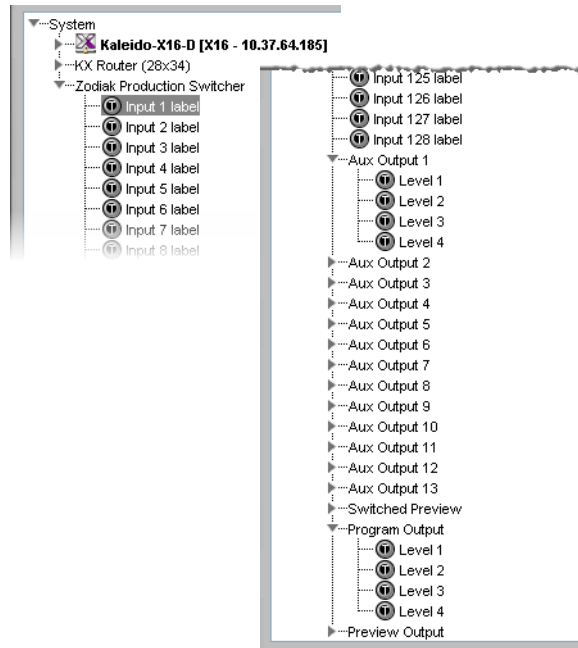 System
Kaleido-X16-D [X16 - 10.37.64.185]
KX Router (28x34)
Zodiak Production Switcher
Input 1 label
Input 2 label
Input 3 label
Input 4 label
Input 5 label
Input 6 label
Input 7 label
Input 8 label
Input 125 label
Input 126 label
Input 127 label
Input 128 label
Aux Output 1
Level 1
Level 2
Level 3
Level 4
Aux Output 2
Aux Output 3
Aux Output 4
Aux Output 5
Aux Output 6
Aux Output 7
Aux Output 8
Aux Output 9
Aux Output 10
Aux Output 11
Aux Output 12
Aux Output 13
Switched Preview
Program Output
Level 1
Level 2
Level 3
Level 4
Preview Output